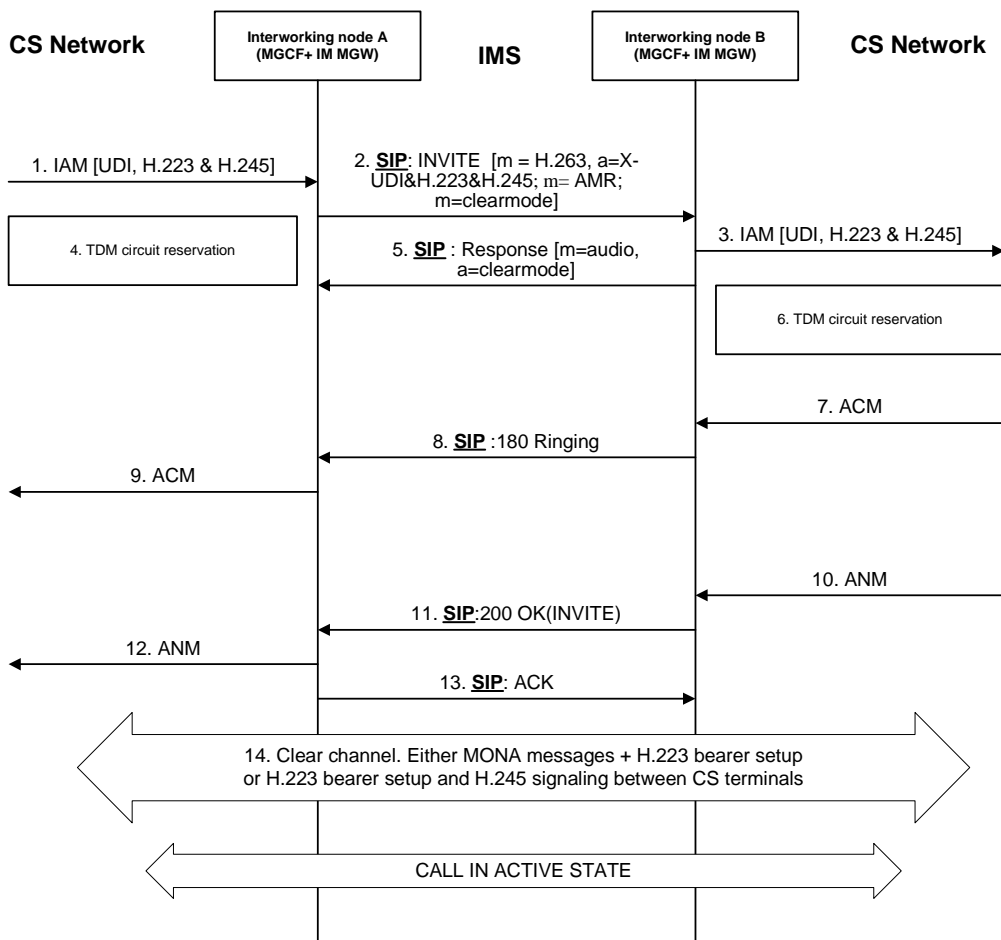 CS Network
Interworking node A
(MGCF+ IM MGW)
IMS
Interworking node B
(MGCF+ IM MGW)
CS Network
1. IAM [UDI, H.223 & H.245]
2. SIP: INVITE [m = H.263, a=X-
UDI&H.223&H.245; m= AMR;
m=clearmode]
3. IAM [UDI, H.223 & H.245]
4. TDM circuit reservation
5. SIP : Response [m=audio,
a=clearmode]
6. TDM circuit reservation
7. ACM
8. SIP :180 Ringing
9. ACM
10. ANM
11. SIP:200 OK(INVITE)
12. ANM
13. SIP: ACK
14. Clear channel. Either MONA messages + H.223 bearer setup
or H.223 bearer setup and H.245 signaling between CS terminals
CALL IN ACTIVE STATE